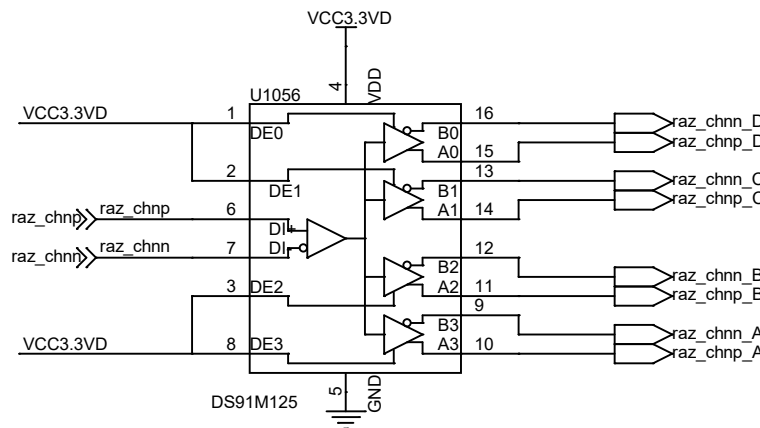 VCC3.3VD
4
VDD
U1056
VCC3.3VD
1
DE0
16
B0
raz_chnn_D
A0
15
raz_chnp_D
2
DE1
13
B1
raz_chnn_C
A1
14
raz_chnp_C
raz_chnp
raz_chnp
6
DI+
raz_chnn
raz_chnn
7
DI-
12
B2
raz_chnn_B
3
DE2
A2
11
raz_chnp_B
9
B3
raz_chnn_A
VCC3.3VD
8
DE3
A3
10
raz_chnp_A
DS91M125
5
GND